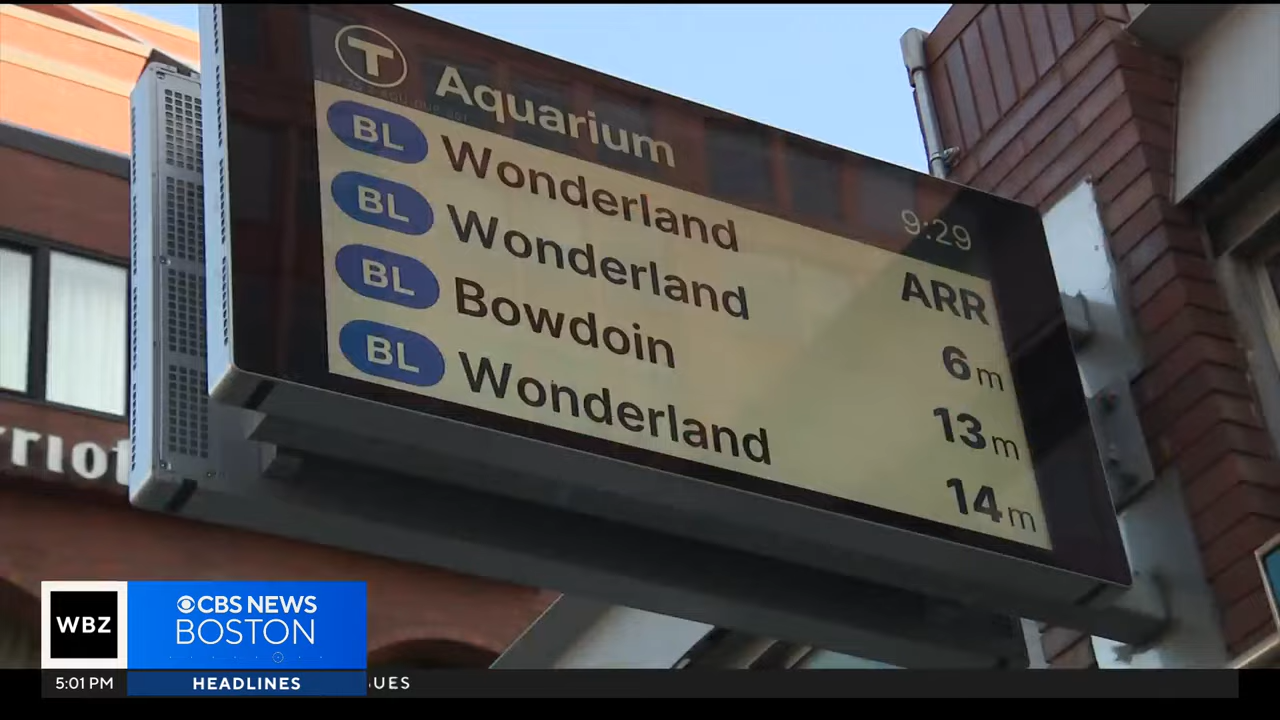 T Aquarium
9:29
BL Wonderland ARR
BL Wonderland 6 m
BL Bowdoin 13 m
BL Wonderland 14 m
WBZ
CBS NEWS
BOSTON
5:01 PM HEADLINES UES